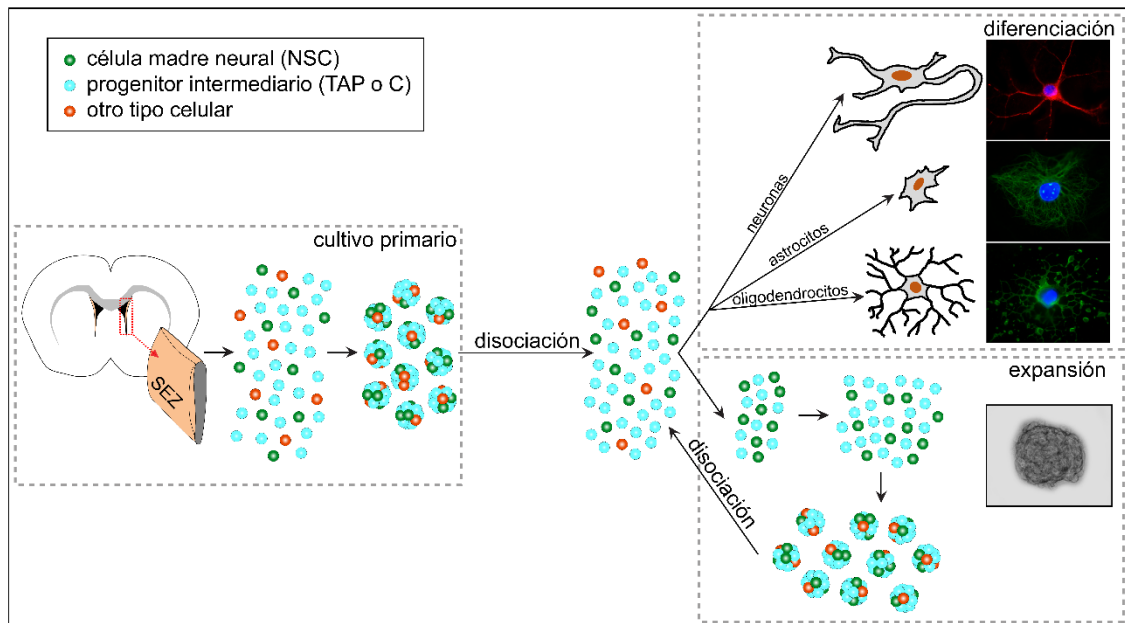 célula madre neural (NSC)
progenitor intermediario (TAP o C)
otro tipo celular
diferenciación
neuronas
astrocitos
oligodendrocitos
cultivo primario
SEZ
disociación
expansión
disociación